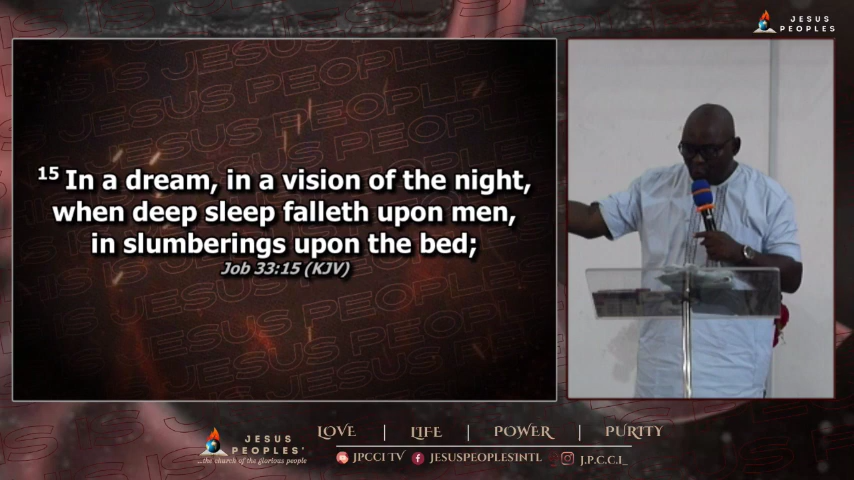 JESUS
PEOPLES
15 In a dream, in a vision of the night,
when deep sleep falleth upon men,
in slumberings upon the bed;
Job 33:15 (KJV)
JESUS
PEOPLES'
...the church of the glorious people
LOVE | LIFE | POWER | PURITY
JPCCI TV JESUSPEOPLESINTL J.P.C.C.I_